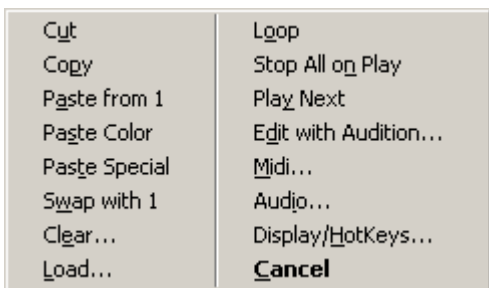 Cut
Copy
Paste from 1
Paste Color
Paste Special
Swap with 1
Clear...
Load...
Loop
Stop All on Play
Play Next
Edit with Audition...
Midi...
Audio...
Display/HotKeys...
Cancel